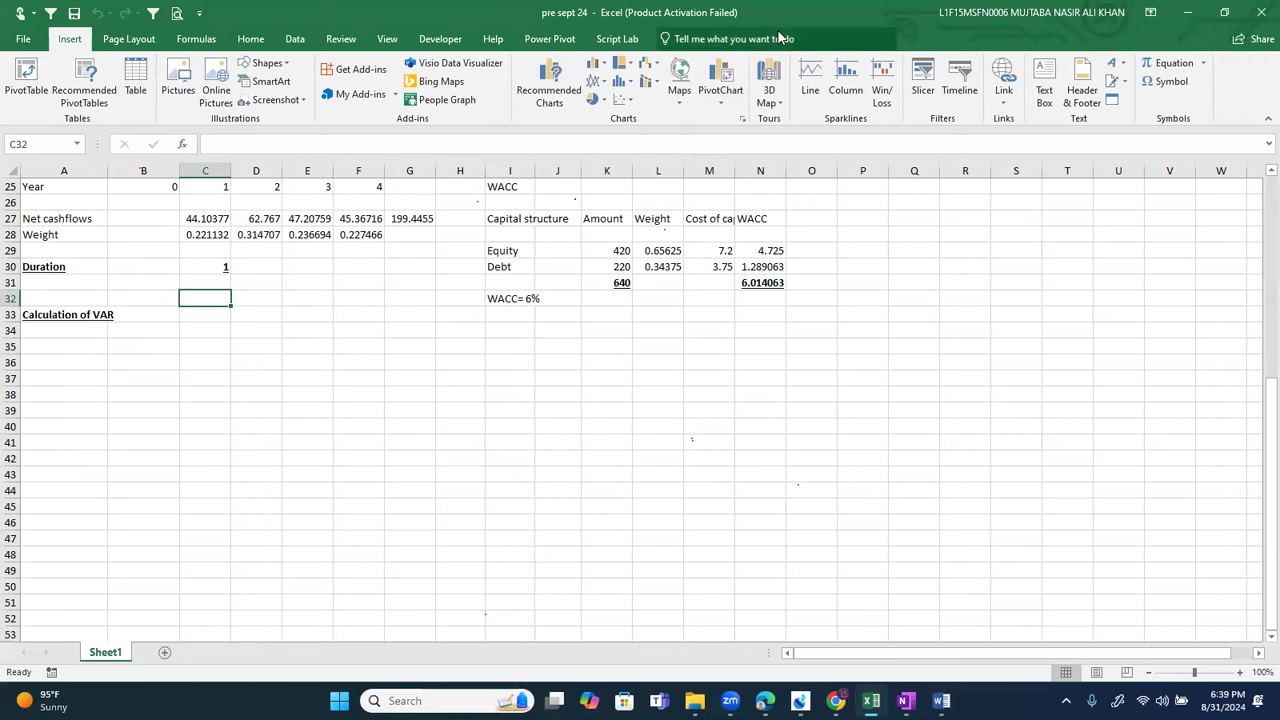 pre sept 24 - Excel (Product Activation Failed) L1F15MSFN0006 MUJTABA NASIR ALI KHAN
File Insert Page Layout Formulas Home Data Review View Developer Help Power Pivot Script Lab Tell me what you want to do Share
PivotTable Recommended PivotTables Table Pictures Online Pictures Shapes SmartArt Screenshot Get Add-ins My Add-ins Visio Data Visualizer Bing Maps People Graph Recommended Charts Maps PivotChart 3D Map Line Column Win/Loss Slicer Timeline Link Text Box Header & Footer Equation Symbol
Tables Illustrations Add-ins Charts Tours Sparklines Filters Links Text Symbols
C32 fx
A B C D E F G H I J K L M N O P Q R S T U V W
25 Year 0 1 2 3 4 WACC
26
27 Net cashflows 44.10377 62.767 47.20759 45.36716 199.4455 Capital structure Amount Weight Cost of cap WACC
28 Weight 0.221132 0.314707 0.236694 0.227466
29 Equity 420 0.65625 7.2 4.725
30 Duration 1 Debt 220 0.34375 3.75 1.289063
31 640 6.014063
32 WACC= 6%
33 Calculation of VAR
34
35
36
37
38
39
40
41
42
43
44
45
46
47
48
49
50
51
52
53
Sheet1
Ready 100%
95°F
Sunny
Search
6:39 PM
8/31/2024